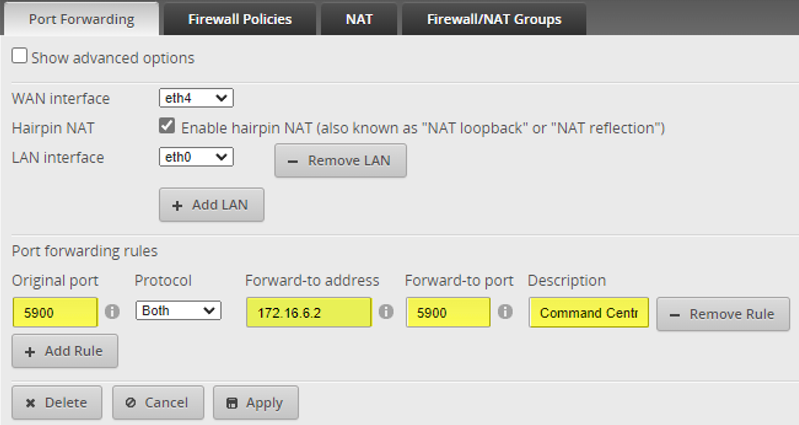 Port Forwarding Firewall Policies NAT Firewall/NAT Groups
Show advanced options
WAN interface eth4
Hairpin NAT Enable hairpin NAT (also known as "NAT loopback" or "NAT reflection")
LAN interface eth0 − Remove LAN
+ Add LAN
Port forwarding rules
Original port Protocol Forward-to address Forward-to port Description
5900 Both 172.16.6.2 5900 Command Centr − Remove Rule
+ Add Rule
Delete Cancel Apply